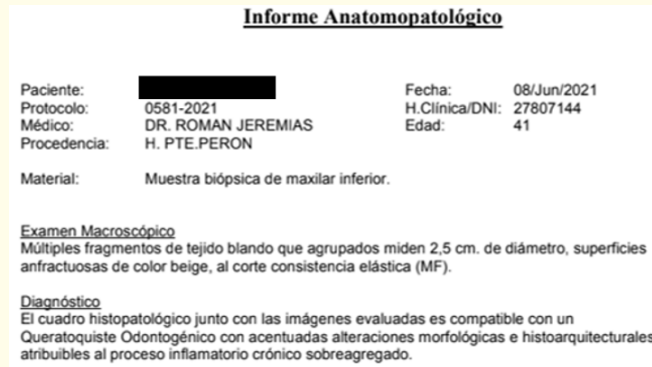 Informe Anatomopatológico
Paciente:
Fecha: 08/Jun/2021
Protocolo: 0581-2021
H.Clínica/DNI: 27807144
Médico: DR. ROMAN JEREMIAS
Edad: 41
Procedencia: H. PTE.PERON
Material: Muestra biópsica de maxilar inferior.
Examen Macroscópico
Múltiples fragmentos de tejido blando que agrupados miden 2,5 cm. de diámetro, superficies
anfractuosas de color beige, al corte consistencia elástica (MF).
Diagnóstico
El cuadro histopatológico junto con las imágenes evaluadas es compatible con un
Queratoquiste Odontogénico con acentuadas alteraciones morfológicas e histoarquitecturales
atribuibles al proceso inflamatorio crónico sobreagregado.